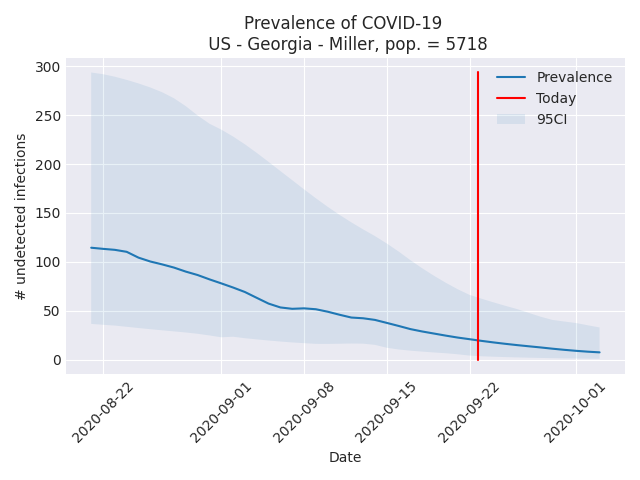 Prevalence of COVID-19
US - Georgia - Miller, pop. = 5718
Prevalence
Today
95CI
# undetected infections
300
250
200
150
100
50
0
2020-08-22
2020-09-01
2020-09-08
2020-09-15
2020-09-22
2020-10-01
Date